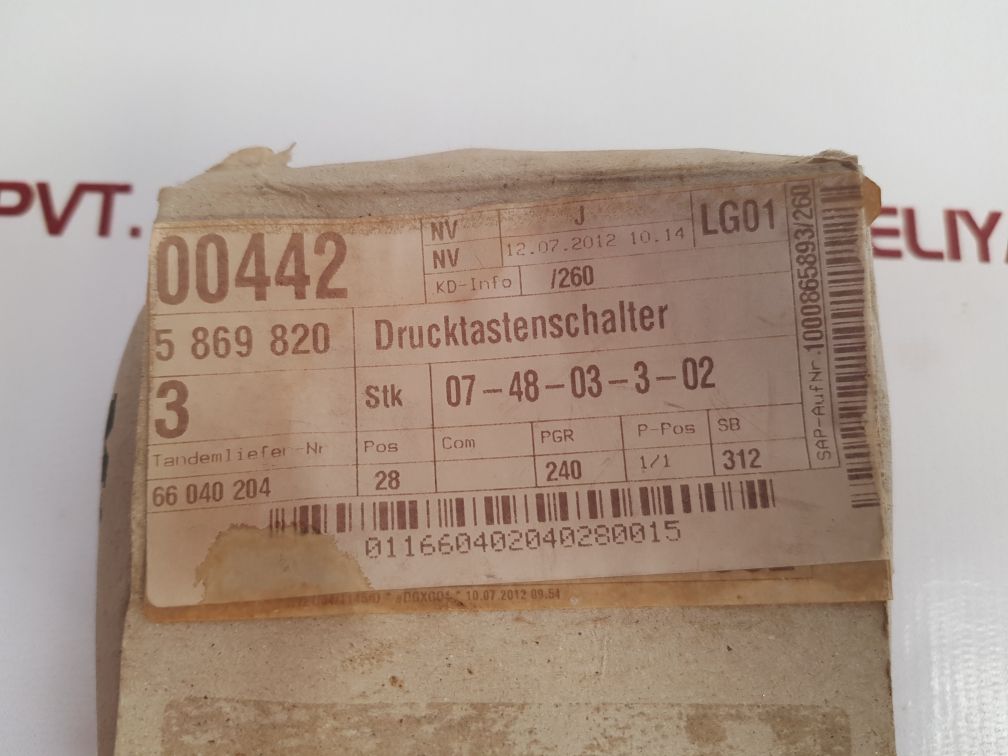 PVT.
ELIYA
00442
NV J LG01
NV 12.07.2012 10.14
KD-Info /260
5 869 820 Drucktastenschalter
3 Stk 07-48-03-3-02
Tandemliefer-Nr Pos Com PGR P-Pos SB
66 040 204 28 240 1/1 312
SAP-AufNr.1000865893/260
011660402040280015
10.07.2012 09.54